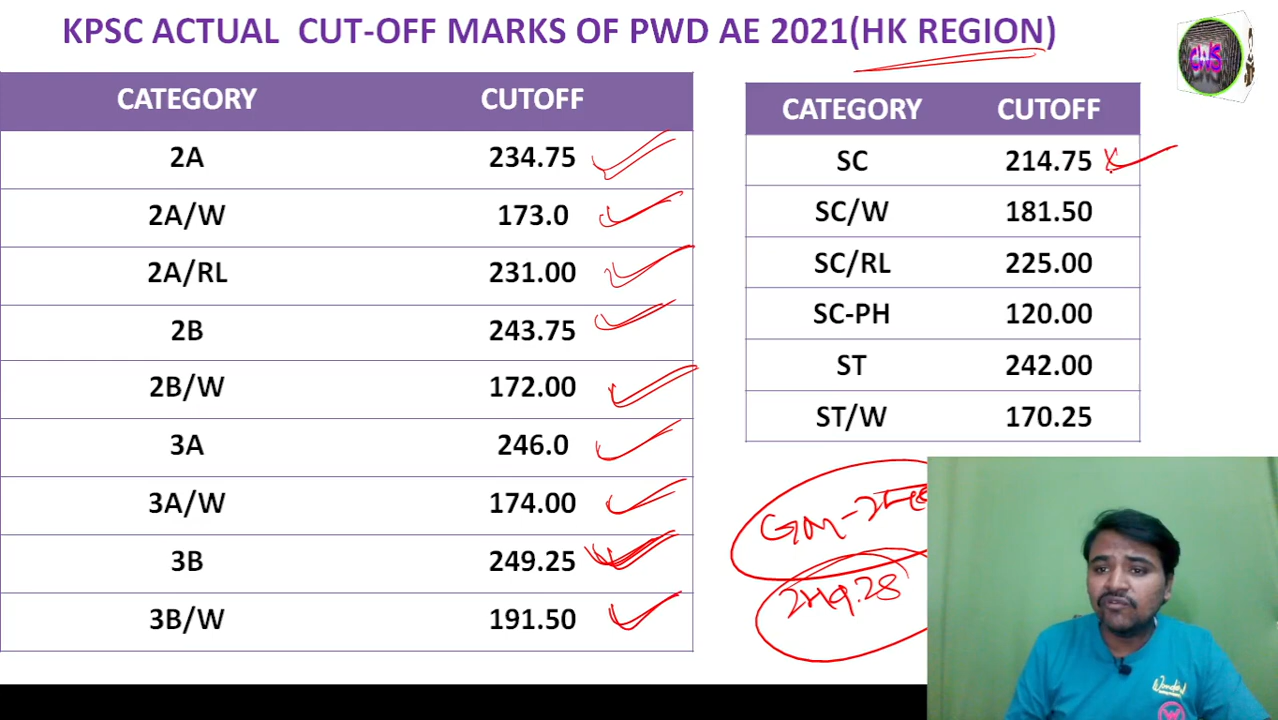 KPSC ACTUAL CUT-OFF MARKS OF PWD AE 2021(HK REGION)
CWS
CATEGORY CUTOFF
2A 234.75
2A/W 173.0
2A/RL 231.00
2B 243.75
2B/W 172.00
3A 246.0
3A/W 174.00
3B 249.25
3B/W 191.50
CATEGORY CUTOFF
SC 214.75
SC/W 181.50
SC/RL 225.00
SC-PH 120.00
ST 242.00
ST/W 170.25
GM-
249.28